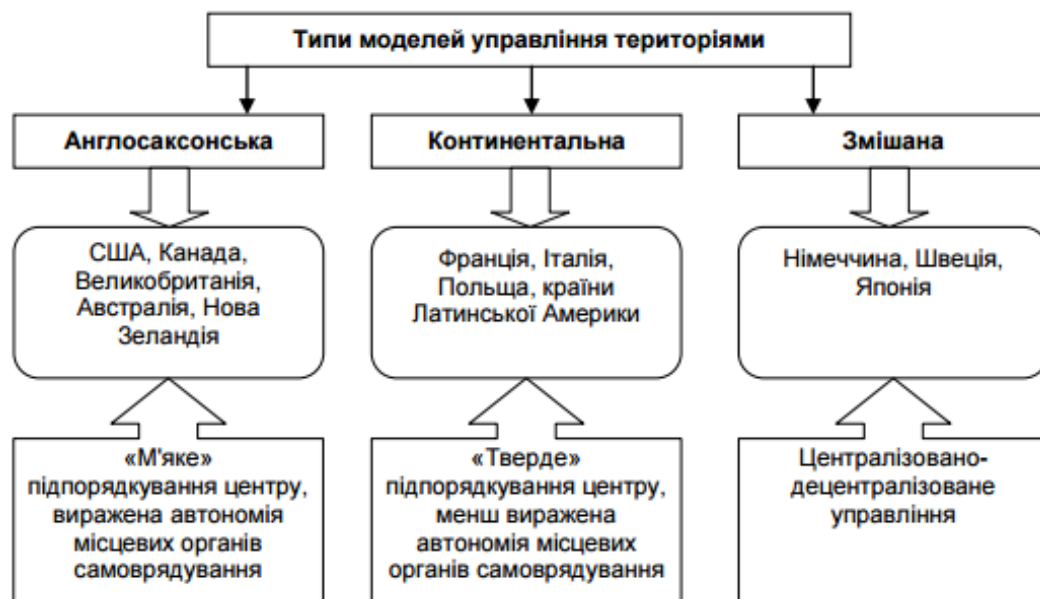 Типи моделей управління територіями
Англосаксонська
Континентальна
Змішана
США, Канада,
Великобританія,
Австралія, Нова
Зеландія
Франція, Італія,
Польща, країни
Латинської Америки
Німеччина, Швеція,
Японія
«М'яке»
підпорядкування центру,
виражена автономія
місцевих органів
самоврядування
«Тверде»
підпорядкування центру,
менш виражена
автономія місцевих
органів самоврядування
Централізовано-
децентралізоване
управління